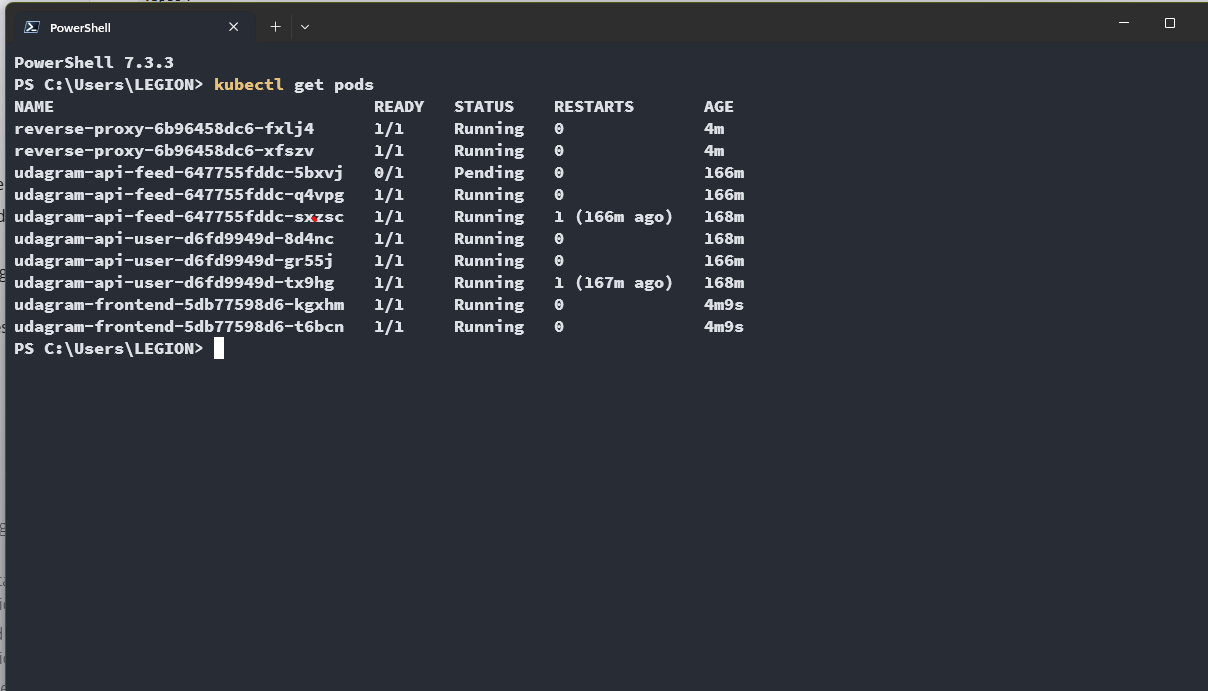 PowerShell
PowerShell 7.3.3
PS C:\Users\LEGION> kubectl get pods
NAME READY STATUS RESTARTS AGE
reverse-proxy-6b96458dc6-fxlj4 1/1 Running 0 4m
reverse-proxy-6b96458dc6-xfszv 1/1 Running 0 4m
udagram-api-feed-647755fddc-5bxvj 0/1 Pending 0 166m
udagram-api-feed-647755fddc-q4vpg 1/1 Running 0 166m
udagram-api-feed-647755fddc-sxzsc 1/1 Running 1 (166m ago) 168m
udagram-api-user-d6fd9949d-8d4nc 1/1 Running 0 168m
udagram-api-user-d6fd9949d-gr55j 1/1 Running 0 166m
udagram-api-user-d6fd9949d-tx9hg 1/1 Running 1 (167m ago) 168m
udagram-frontend-5db77598d6-kgxhm 1/1 Running 0 4m9s
udagram-frontend-5db77598d6-t6bcn 1/1 Running 0 4m9s
PS C:\Users\LEGION>